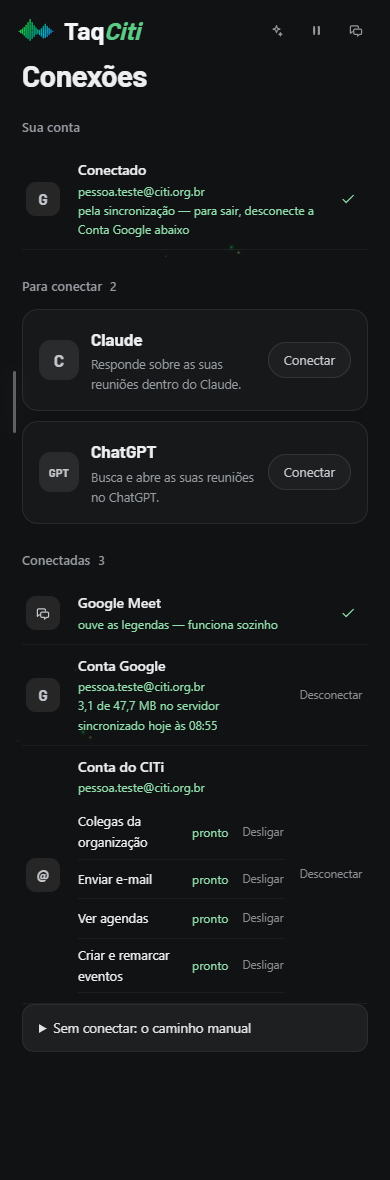 TaqCiti
Conexões
Sua conta
G
Conectado
pessoa.teste@citi.org.br
pela sincronização — para sair, desconecte a
Conta Google abaixo
Para conectar 2
C
Claude
Responde sobre as suas
reuniões dentro do Claude.
Conectar
GPT
ChatGPT
Busca e abre as suas reuniões
no ChatGPT.
Conectar
Conectadas 3
Google Meet
ouve as legendas — funciona sozinho
G
Conta Google
pessoa.teste@citi.org.br
3,1 de 47,7 MB no servidor
sincronizado hoje às 08:55
Desconectar
@
Conta do CITi
pessoa.teste@citi.org.br
Colegas da
organização
pronto Desligar
Enviar e-mail pronto Desligar
Ver agendas pronto Desligar
Criar e remarcar
eventos
pronto Desligar
Desconectar
▶ Sem conectar: o caminho manual